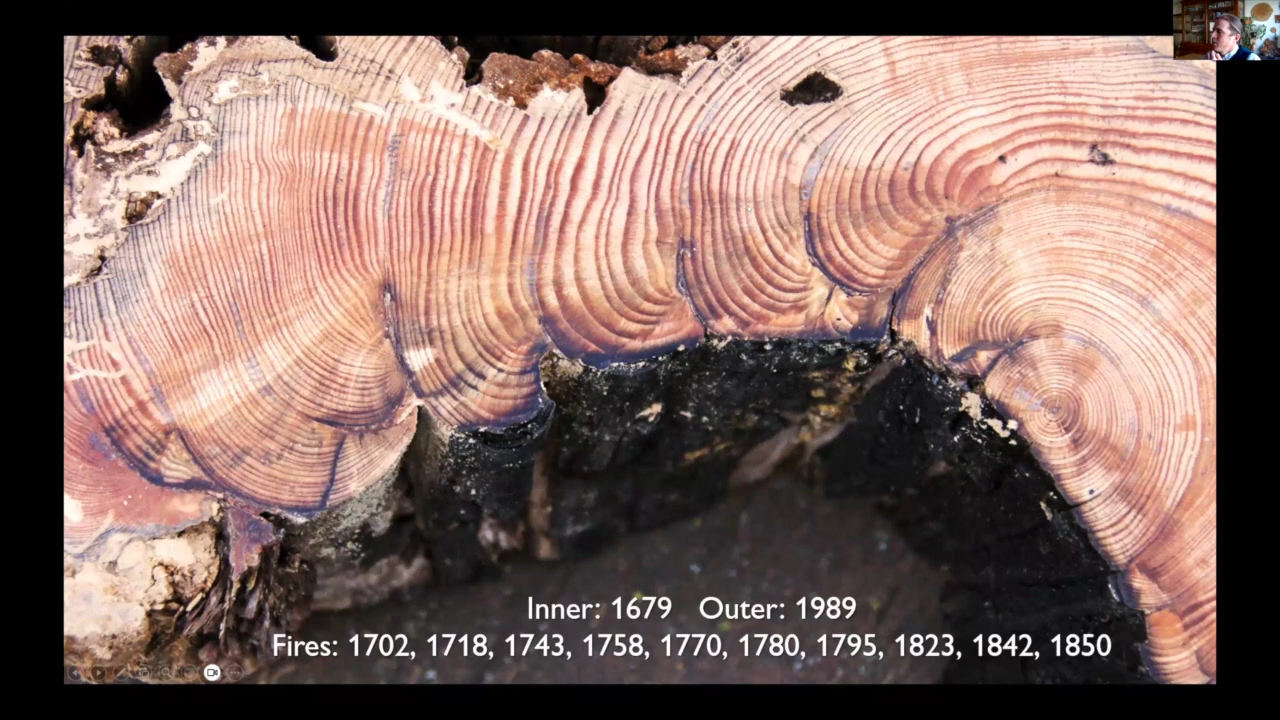 Inner: 1679 Outer: 1989
Fires: 1702, 1718, 1743, 1758, 1770, 1780, 1795, 1823, 1842, 1850